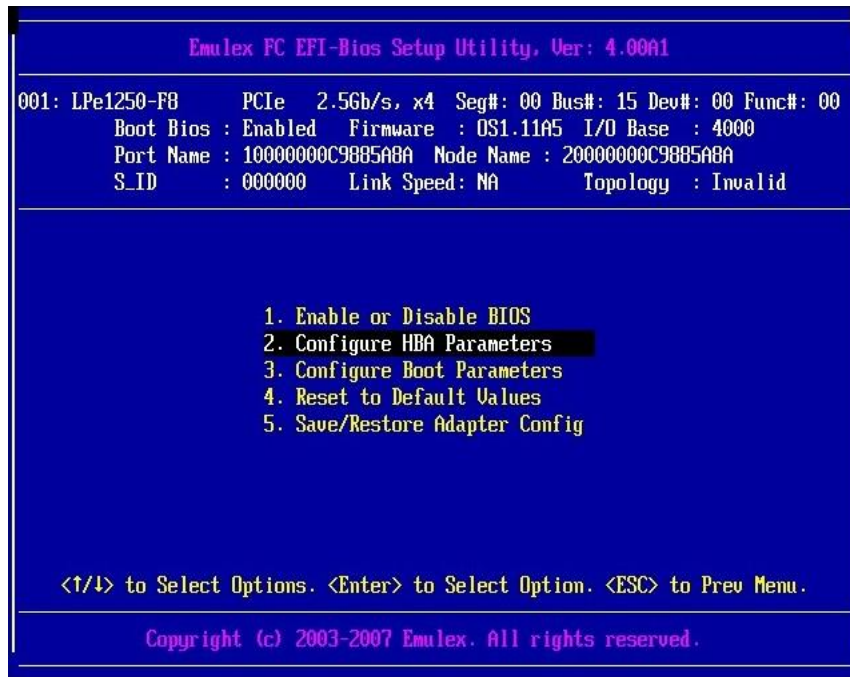 Emulex FC EFI-Bios Setup Utility, Ver: 4.00A1
001: LPe1250-F8 PCIe 2.5Gb/s, x4 Seg#: 00 Bus#: 15 Dev#: 00 Func#: 00
Boot Bios : Enabled Firmware : OS1.11A5 I/O Base : 4000
Port Name : 10000000C9885A8A Node Name : 20000000C9885A8A
S_ID : 000000 Link Speed: NA Topology : Invalid
1. Enable or Disable BIOS
2. Configure HBA Parameters
3. Configure Boot Parameters
4. Reset to Default Values
5. Save/Restore Adapter Config
<↑/↓> to Select Options. <Enter> to Select Option. <ESC> to Prev Menu.
Copyright (c) 2003-2007 Emulex. All rights reserved.